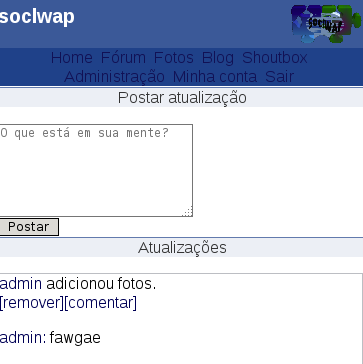 soclwap
Home Fórum Fotos Blog Shoutbox
Administração Minha conta Sair
Postar atualização
O que está em sua mente?
Postar
Atualizações
admin adicionou fotos.
[remover][comentar]
admin: fawgae